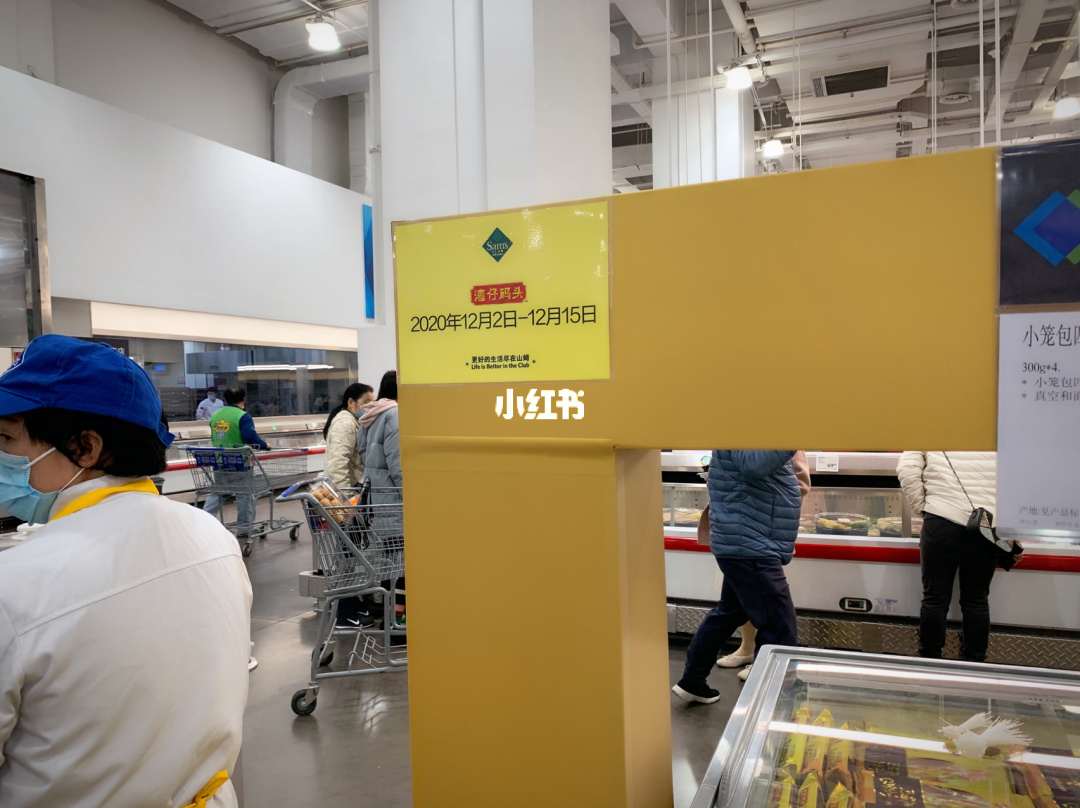 Sam's
CLUB
湾仔码头
2020年12月2日-12月15日
更好的生活尽在山姆
Life is Better in the Club
小红书
小笼包
300g*4.
小笼包
真空和
产地:见产品标